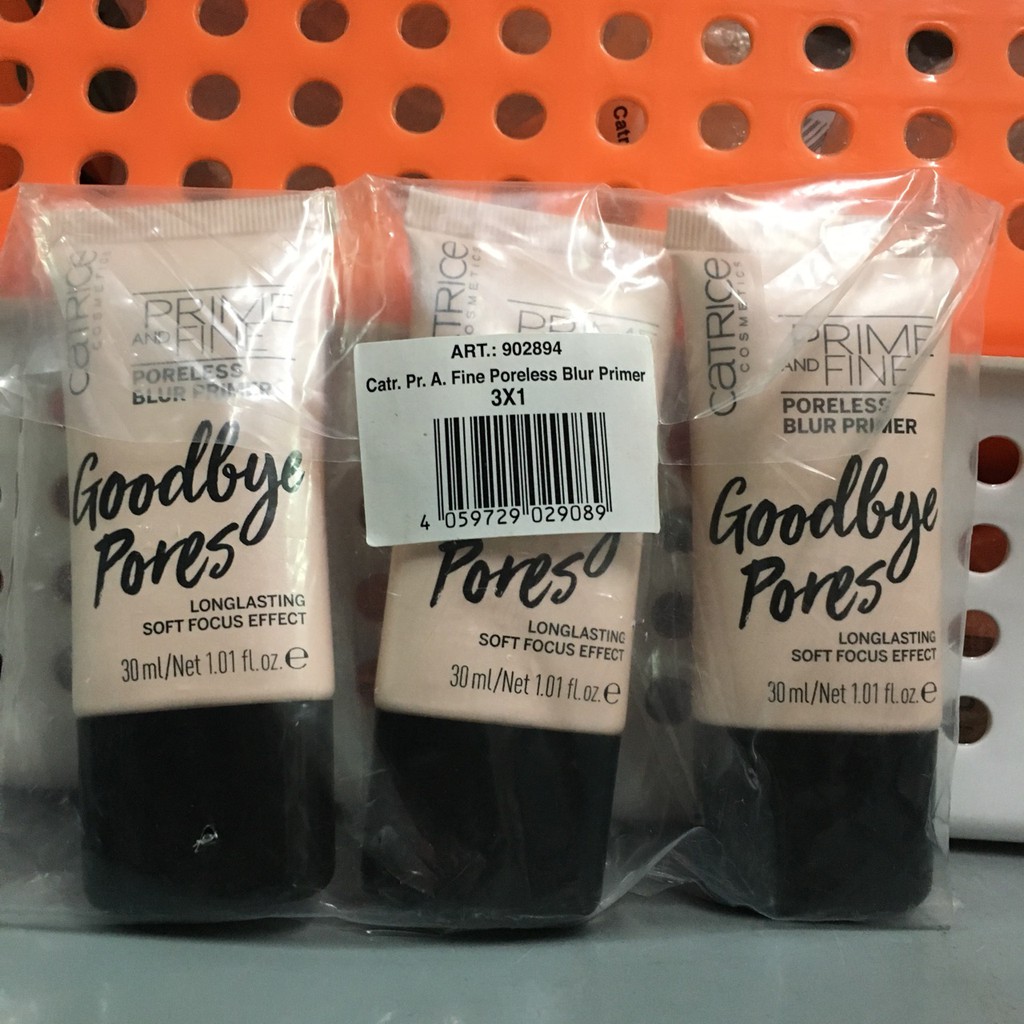 Catr
CATRICE
COSMETICS
PRIME
AND FINE
PORELESS
BLUR PRIMER
Goodbye
Pores
LONGLASTING
SOFT FOCUS EFFECT
30 ml/Net 1.01 fl.oz.℮
CATRICE
COSMETICS
PRIME
ART.: 902894
Catr. Pr. A. Fine Poreless Blur Primer
3X1
4 059729 029089
Pores
LONGLASTING
SOFT FOCUS EFFECT
30 ml/Net 1.01 fl.oz.℮
CATRICE
COSMETICS
PRIME
AND FINE
PORELESS
BLUR PRIMER
Goodbye
Pores
LONGLASTING
SOFT FOCUS EFFECT
30 ml/Net 1.01 fl.oz.℮